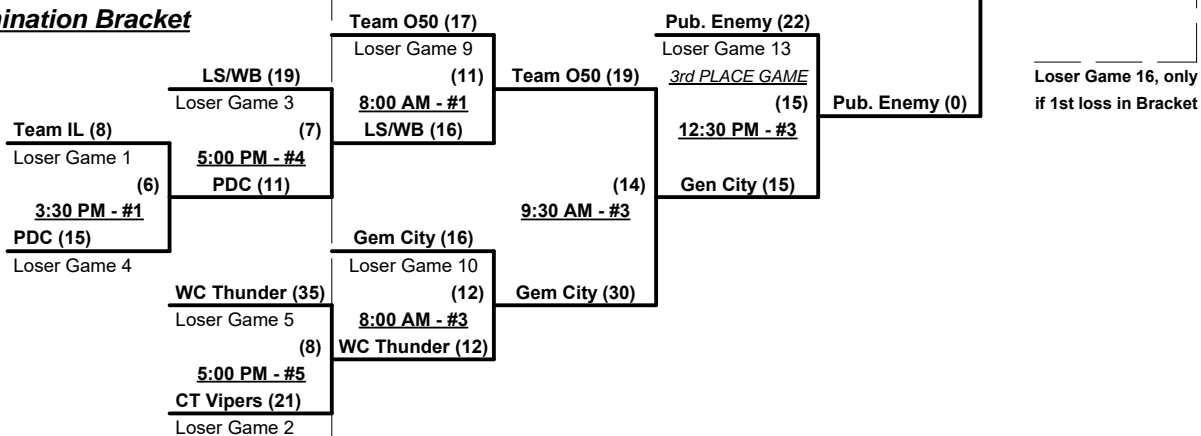 ination Bracket
Team O50 (17)
Pub. Enemy (22)
Loser Game 9
Loser Game 13
LS/WB (19)
(11)
Team O50 (19)
3rd PLACE GAME
Loser Game 16, only
Loser Game 3
8:00 AM - #1
(15)
Pub. Enemy (0)
if 1st loss in Bracket
Team IL (8)
(7)
LS/WB (16)
12:30 PM - #3
Loser Game 1
5:00 PM - #4
(6)
PDC (11)
(14)
Gen City (15)
3:30 PM - #1
9:30 AM - #3
PDC (15)
Gem City (16)
Loser Game 4
Loser Game 10
WC Thunder (35)
(12)
Gem City (30)
Loser Game 5
8:00 AM - #3
(8)
WC Thunder (12)
5:00 PM - #5
CT Vipers (21)
Loser Game 2